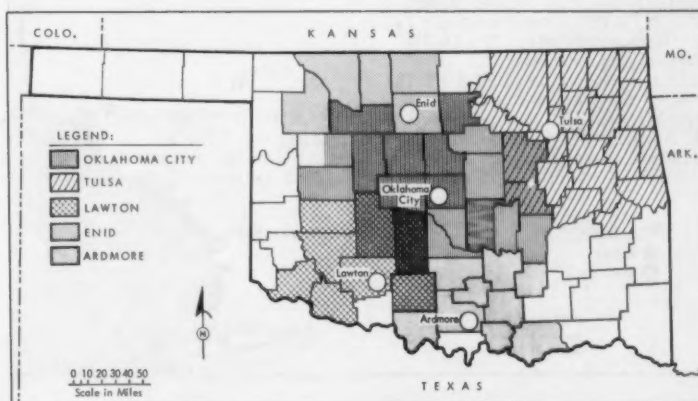 COLO.
KANSAS
MO.
Enid
Tulsa
LEGEND:
ARK.
OKLAHOMA CITY
TULSA
Oklahoma City
LAWTON
ENID
ARDMORE
Lawton
N
Ardmore
0 10 20 30 40 50
Scale in Miles
TEXAS